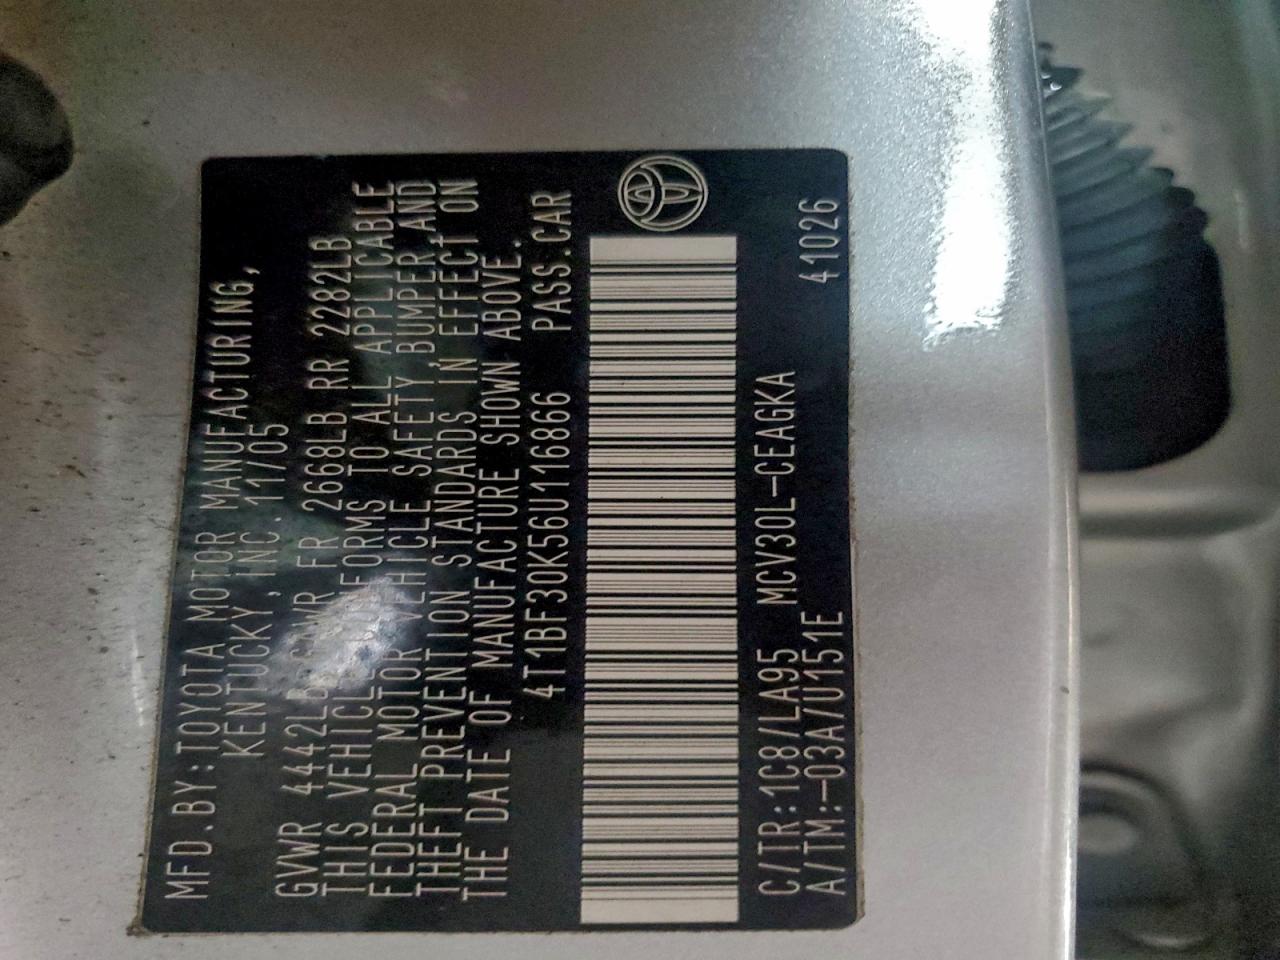 MFD.BY:TOYOTA MOTOR MANUFACTURING,
KENTUCKY,INC. 11/05
GVWR 4442LB GAWR FR 2668LB RR 2282LB
THIS VEHICLE CONFORMS TO ALL APPLICABLE
FEDERAL MOTOR VEHICLE SAFETY,BUMPER,AND
THEFT PREVENTION STANDARDS IN EFFECT ON
THE DATE OF MANUFACTURE SHOWN ABOVE.
4T1BF30K56U116866 PASS.CAR
C/TR:1C8/LA95 MCV30L-CEAGKA
A/TM:-03A/U151E 41026